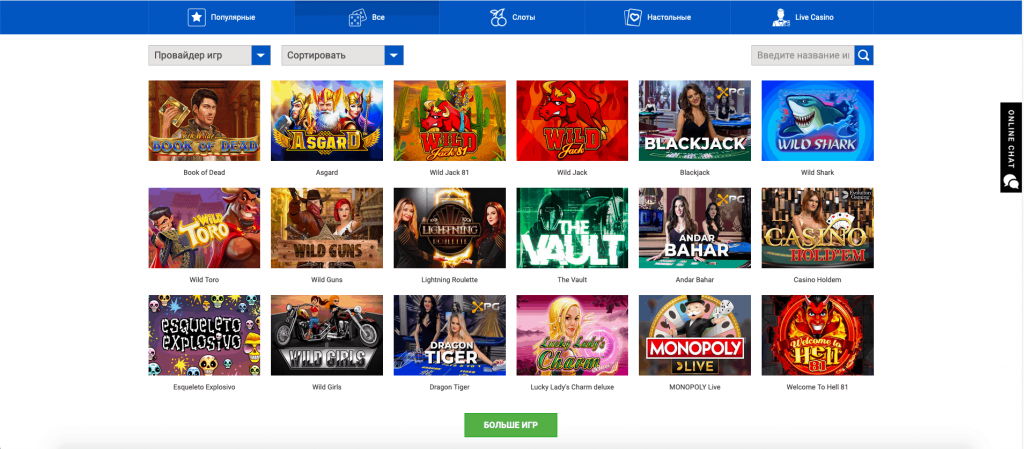 Популярные
Все
Слоты
Настольные
Live Casino
Провайдер игр
Сортировать
Введите название иг
ONLINE CHAT
BOOK OF DEAD
ASGARD
WILD
Jack 81
WILD
Jack
XPG
BLACKJACK
WILD SHARK
Book of Dead
Asgard
Wild Jack 81
Wild Jack
Blackjack
Wild Shark
WILD
TORO
WILD GUNS
LIGHTNING
ROULETTE
THE
VAULT
XPG
ANDAR
BAHAR
Evolution
Gaming
CASINO
HOLD'EM
Wild Toro
Wild Guns
Lightning Roulette
The Vault
Andar Bahar
Casino Holdem
esqueleto
explosivo
WILD GIRLS
XPG
DRAGON
TIGER
Lucky Lady's
Charm
MONOPOLY
LIVE
Welcome to
Hell
81
Esqueleto Explosivo
Wild Girls
Dragon Tiger
Lucky Lady's Charm deluxe
MONOPOLY Live
Welcome To Hell 81
БОЛЬШЕ ИГР